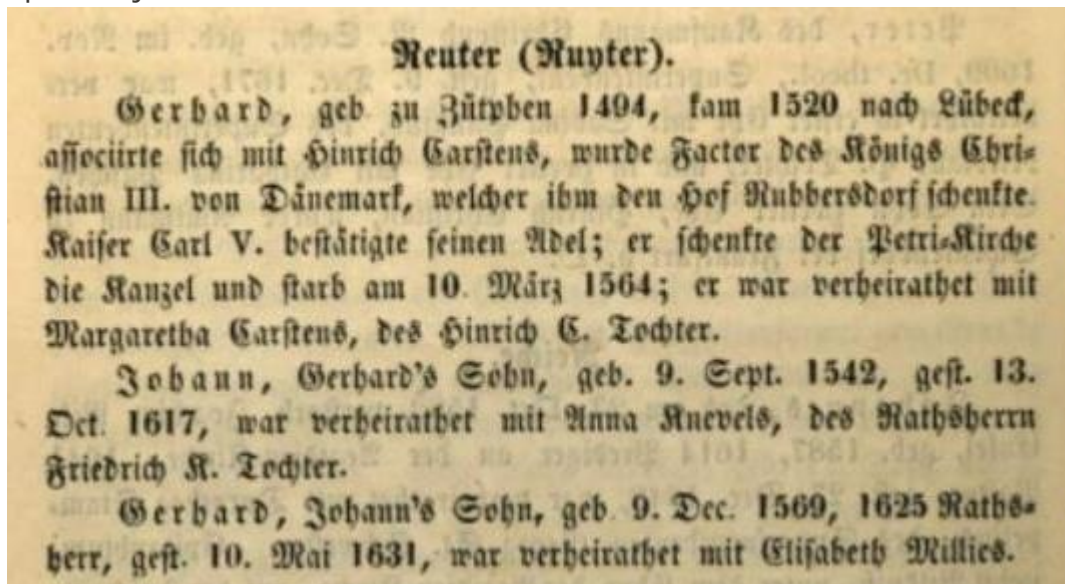 Reuter (Ruyter).
Gerhard, geb zu Zütphen 1494, kam 1520 nach Lübeck,
associirte sich mit Hinrich Carstens, wurde Factor des Königs Chri-
stian III. von Dänemark, welcher ihm den Hof Rubbersdorf schenkte.
Kaiser Carl V. bestätigte seinen Adel; er schenkte der Petri-Kirche
die Kanzel und starb am 10. März 1564; er war verheirathet mit
Margaretha Carstens, des Hinrich C. Tochter.
Johann, Gerhard's Sohn, geb. 9. Sept. 1542, gest. 13.
Oct. 1617, war verheirathet mit Anna Knevels, des Rathsherrn
Friedrich K. Tochter.
Gerhard, Johann's Sohn, geb. 9. Dec. 1569, 1625 Raths-
herr, gest. 10. Mai 1631, war verheirathet mit Elisabeth Millies.